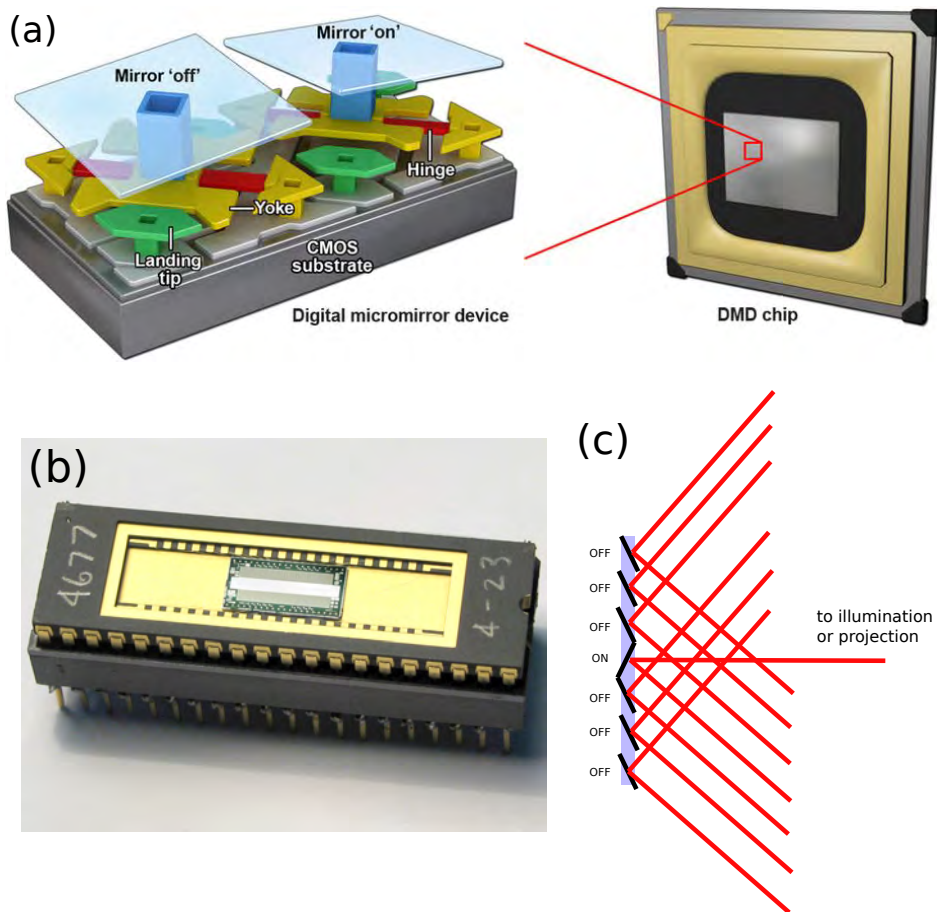 (a)
Mirror ‘off’
Mirror ‘on’
Hinge
Yoke
Landing
tip
CMOS
substrate
Digital micromirror device
DMD chip
(b)
4677
4-23
(c)
OFF
OFF
OFF
ON
OFF
OFF
OFF
to illumination
or projection